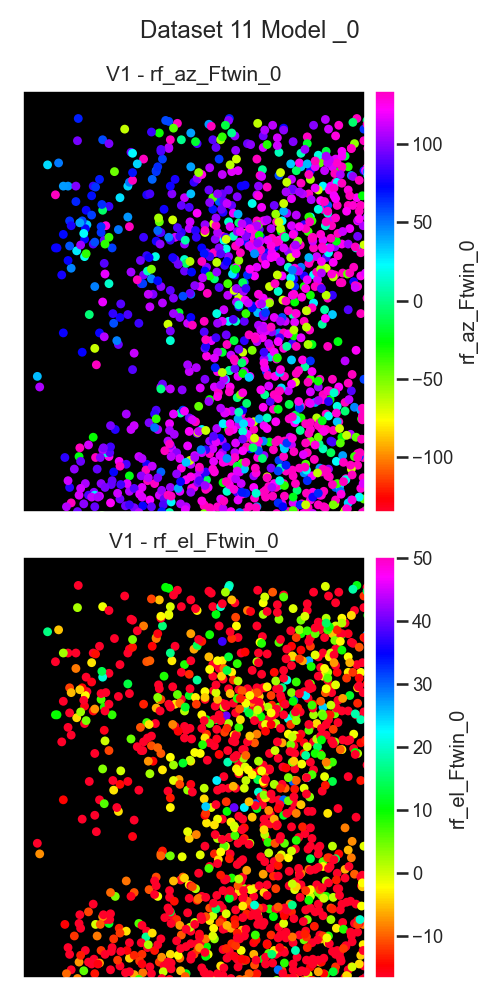 Dataset 11 Model _0
V1 - rf_az_Ftwin_0
100
50
0
−50
−100
rf_az_Ftwin_0
V1 - rf_el_Ftwin_0
50
40
30
20
10
0
−10
rf_el_Ftwin_0